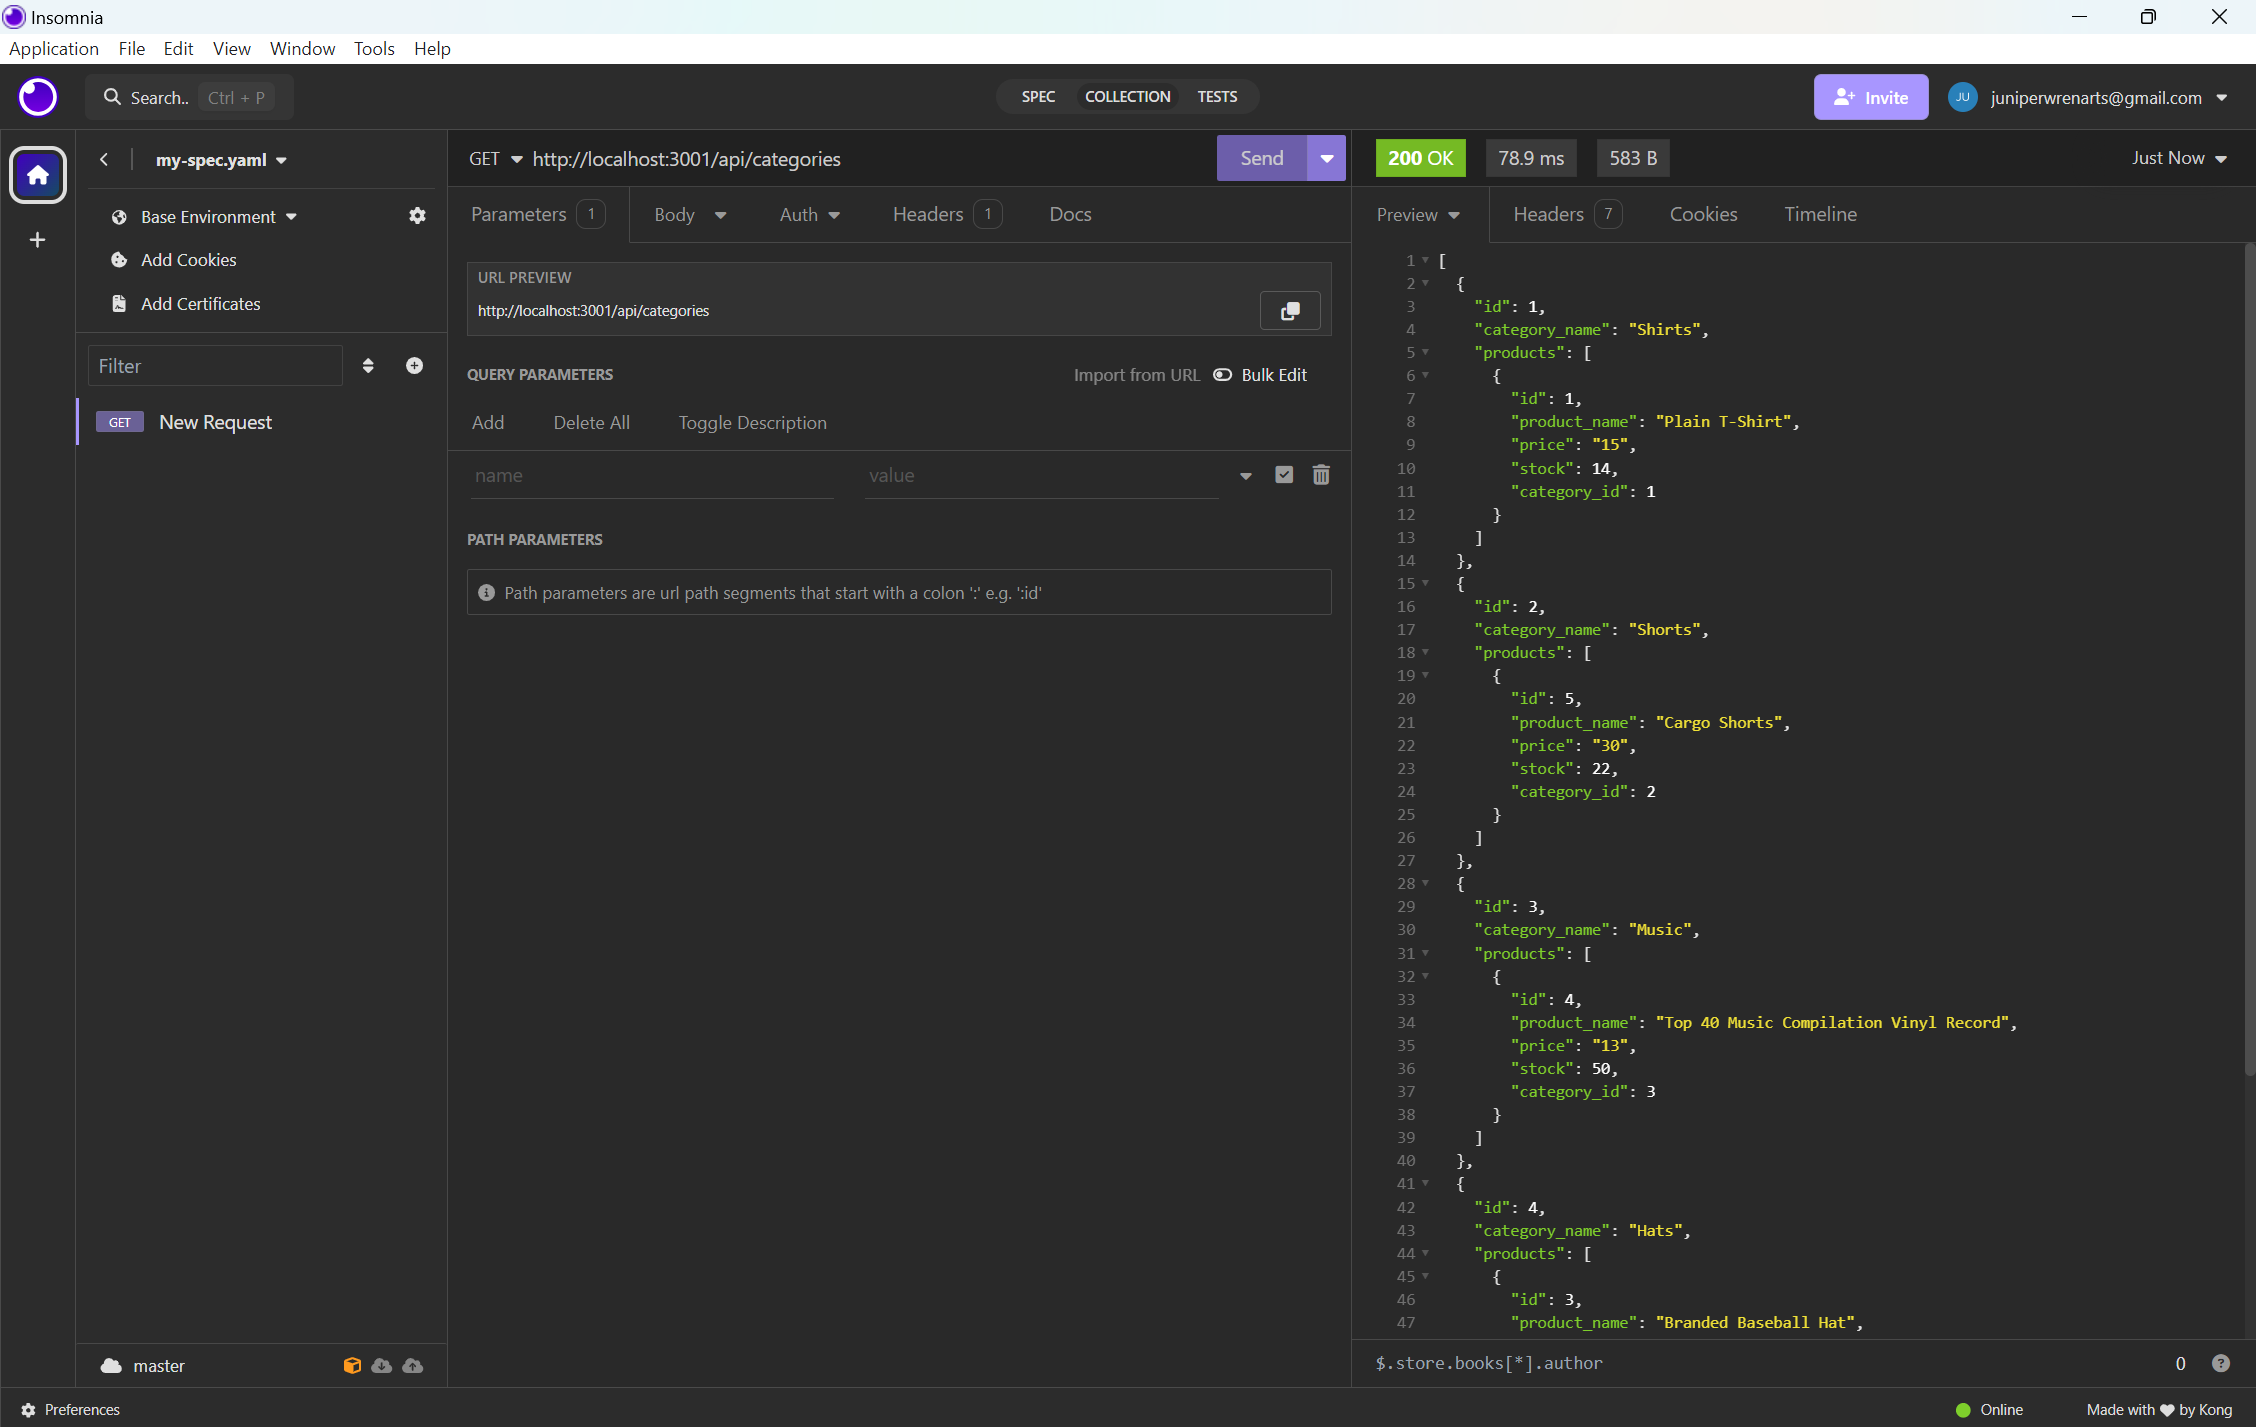 Insomnia
Application File Edit View Window Tools Help
Search.. Ctrl + P
SPEC COLLECTION TESTS
Invite
JU juniperwrenarts@gmail.com
my-spec.yaml
Base Environment
Add Cookies
Add Certificates
Filter
GET New Request
master
GET http://localhost:3001/api/categories
Send
Parameters 1 Body Auth Headers 1 Docs
URL PREVIEW
http://localhost:3001/api/categories
QUERY PARAMETERS
Import from URL Bulk Edit
Add Delete All Toggle Description
name value
PATH PARAMETERS
Path parameters are url path segments that start with a colon ':' e.g. ':id'
200 OK 78.9 ms 583 B Just Now
Preview Headers 7 Cookies Timeline
1 [
2 {
3 "id": 1,
4 "category_name": "Shirts",
5 "products": [
6 {
7 "id": 1,
8 "product_name": "Plain T-Shirt",
9 "price": "15",
10 "stock": 14,
11 "category_id": 1
12 }
13 ]
14 },
15 {
16 "id": 2,
17 "category_name": "Shorts",
18 "products": [
19 {
20 "id": 5,
21 "product_name": "Cargo Shorts",
22 "price": "30",
23 "stock": 22,
24 "category_id": 2
25 }
26 ]
27 },
28 {
29 "id": 3,
30 "category_name": "Music",
31 "products": [
32 {
33 "id": 4,
34 "product_name": "Top 40 Music Compilation Vinyl Record",
35 "price": "13",
36 "stock": 50,
37 "category_id": 3
38 }
39 ]
40 },
41 {
42 "id": 4,
43 "category_name": "Hats",
44 "products": [
45 {
46 "id": 3,
47 "product_name": "Branded Baseball Hat",
$.store.books[*].author 0
Preferences
Online
Made with ❤ by Kong